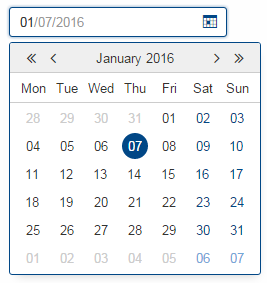 01/07/2016
« ‹ January 2016 › »
Mon Tue Wed Thu Fri Sat Sun
28 29 30 31 01 02 03
04 05 06 07 08 09 10
11 12 13 14 15 16 17
18 19 20 21 22 23 24
25 26 27 28 29 30 31
01 02 03 04 05 06 07